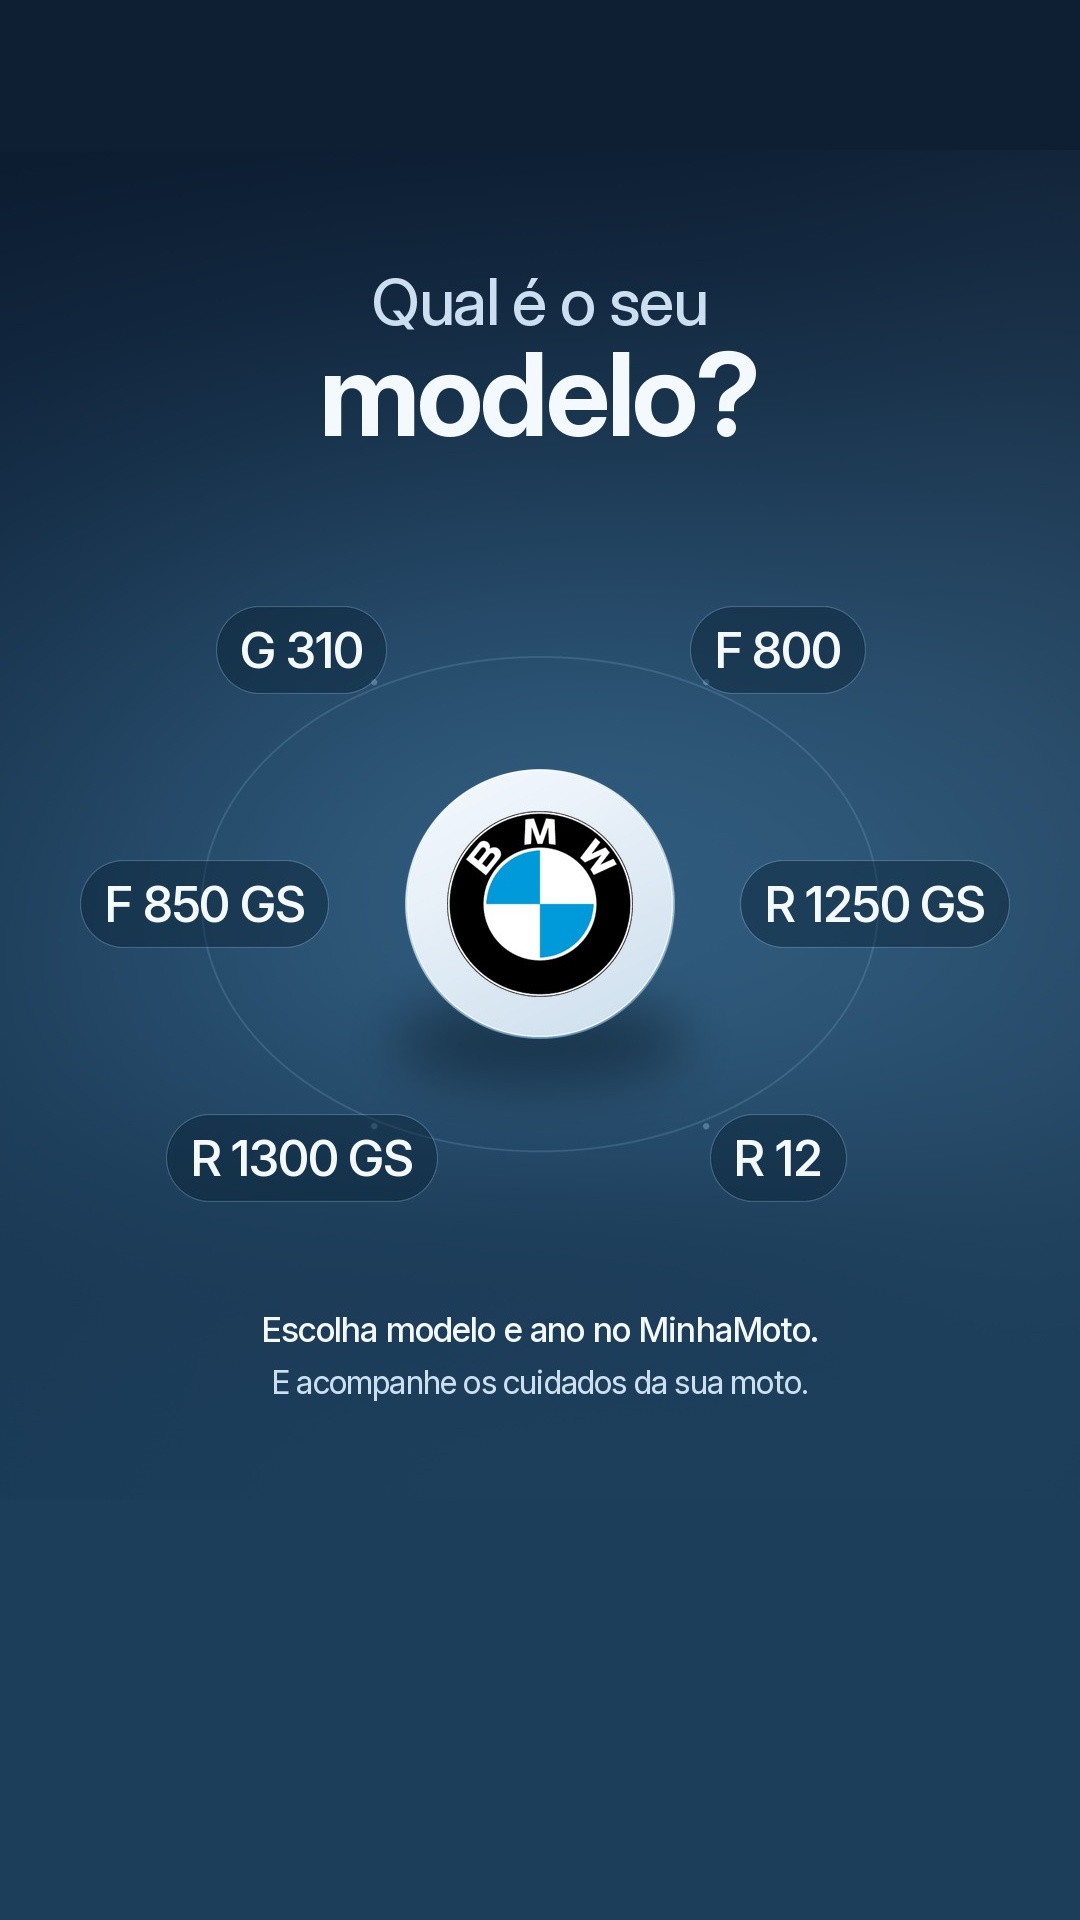 Qual é o seu
modelo?
G 310
F 800
BMW
F 850 GS
R 1250 GS
R 1300 GS
R 12
Escolha modelo e ano no MinhaMoto.
E acompanhe os cuidados da sua moto.